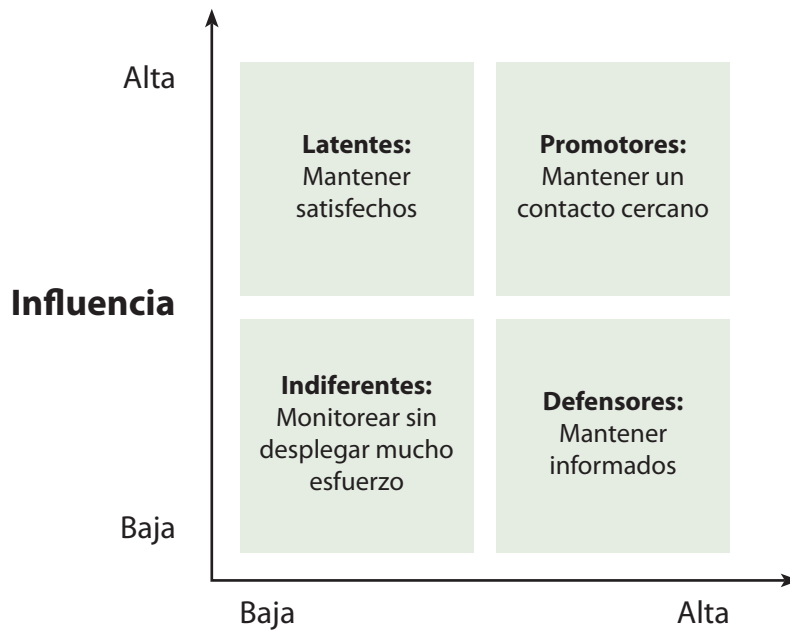 Alta
Latentes:
Mantener
satisfechos
Promotores:
Mantener un
contacto cercano
Influencia
Indiferentes:
Monitorear sin
desplegar mucho
esfuerzo
Defensores:
Mantener
informados
Baja
Baja
Alta